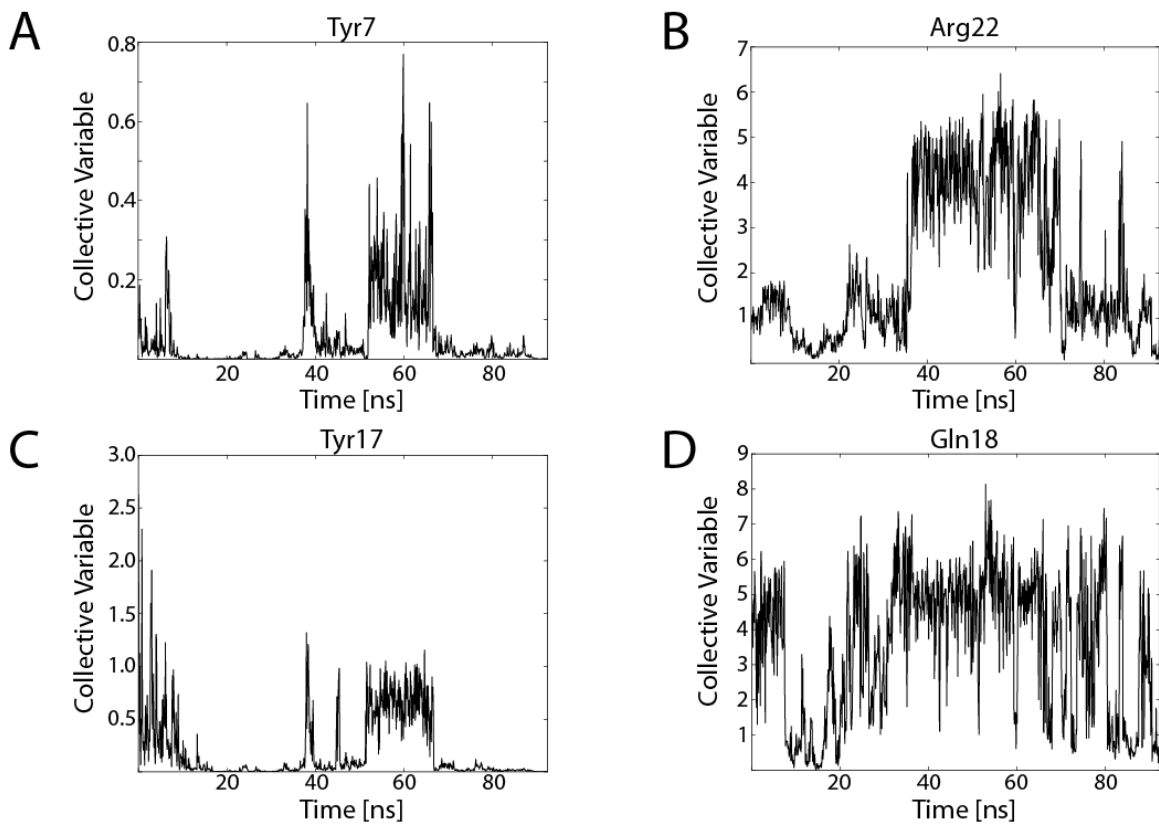 A
Tyr7
Collective Variable
0.8
0.6
0.4
0.2
20 40 60 80
Time [ns]
B
Arg22
Collective Variable
7
6
5
4
3
2
1
20 40 60 80
Time [ns]
C
Tyr17
Collective Variable
3.0
2.5
2.0
1.5
1.0
0.5
20 40 60 80
Time [ns]
D
Gln18
Collective Variable
9
8
7
6
5
4
3
2
1
20 40 60 80
Time [ns]